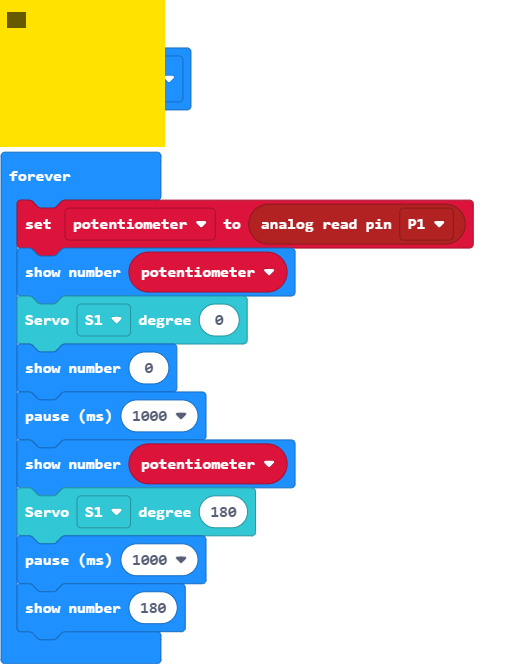 forever
set potentiometer to analog read pin P1
show number potentiometer
Servo S1 degree 0
show number 0
pause (ms) 1000
show number potentiometer
Servo S1 degree 180
pause (ms) 1000
show number 180